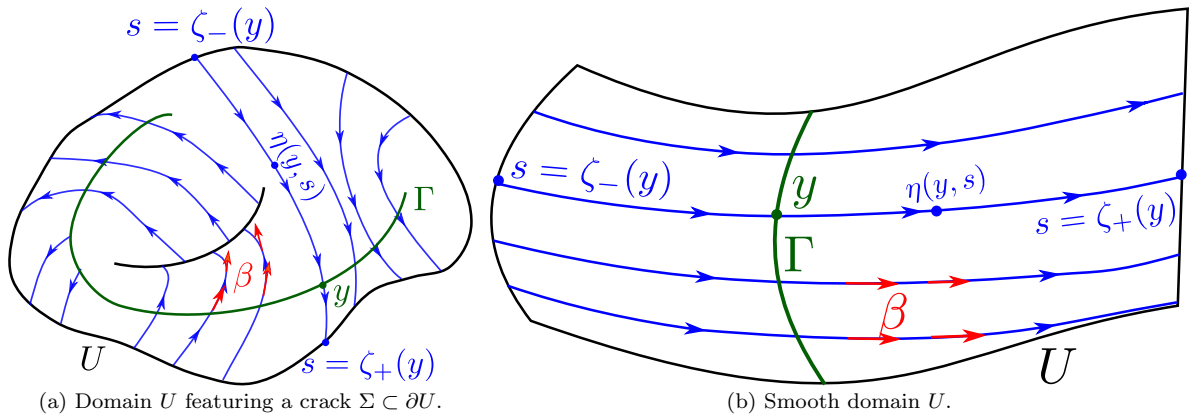 s = ζ₋(y)
η(y, s)
Γ
β
y
U
s = ζ₊(y)
(a) Domain U featuring a crack Σ ⊂ ∂U.
s = ζ₋(y)
y
η(y, s)
s = ζ₊(y)
Γ
β
U
(b) Smooth domain U.